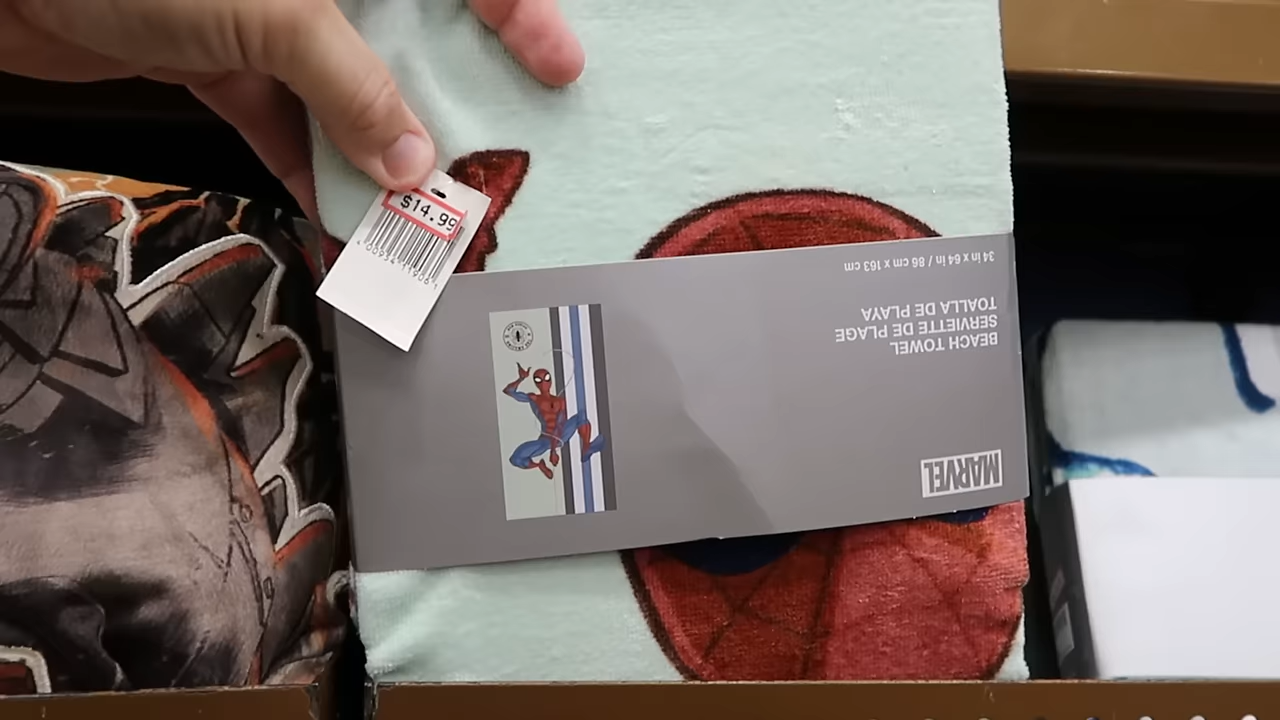 $14.99
34 in x 64 in / 86 cm x 163 cm
BEACH TOWEL
SERVIETTE DE PLAGE
TOALLA DE PLAYA
MARVEL